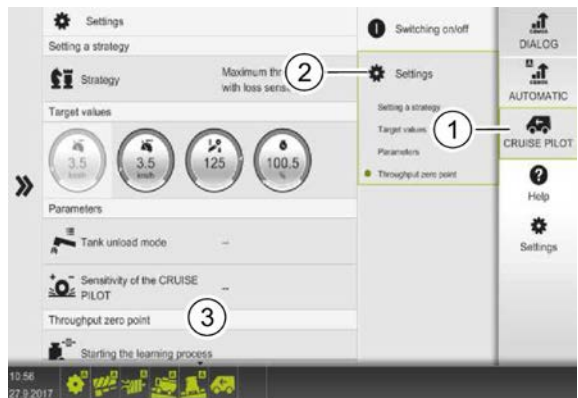 Settings
Setting a strategy
Strategy
Maximum thr
with loss sens
Target values
3.5
km/h
3.5
km/h
125
100.5
%
Parameters
Tank unload mode
--
Sensitivity of the CRUISE
PILOT
--
Throughput zero point
3
Starting the learning process
Switching on/off
2
Settings
Setting a strategy
Target values
Parameters
Throughput zero point
CEMOS
DIALOG
A
CEMOS
AUTOMATIC
1
CRUISE PILOT
Help
Settings
10:56
27.9.2017
A
A
A
A
A